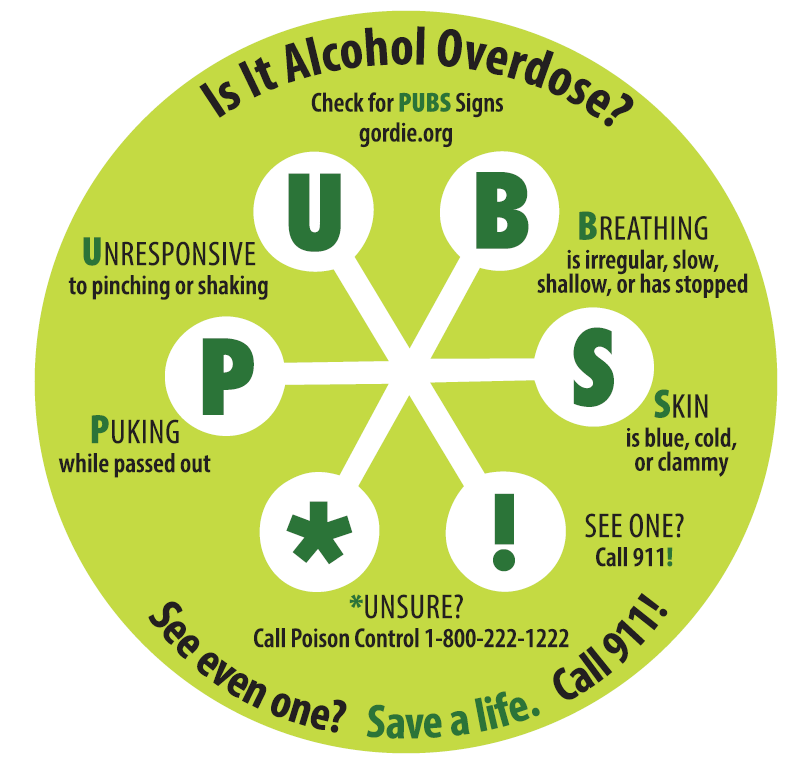 Is It Alcohol Overdose?
Check for PUBS Signs
gordie.org
U
B
UNRESPONSIVE
to pinching or shaking
BREATHING
is irregular, slow,
shallow, or has stopped
P
S
PUKING
while passed out
SKIN
is blue, cold,
or clammy
*
!
SEE ONE?
Call 911!
*UNSURE?
Call Poison Control 1-800-222-1222
See even one? Save a life. Call 911!